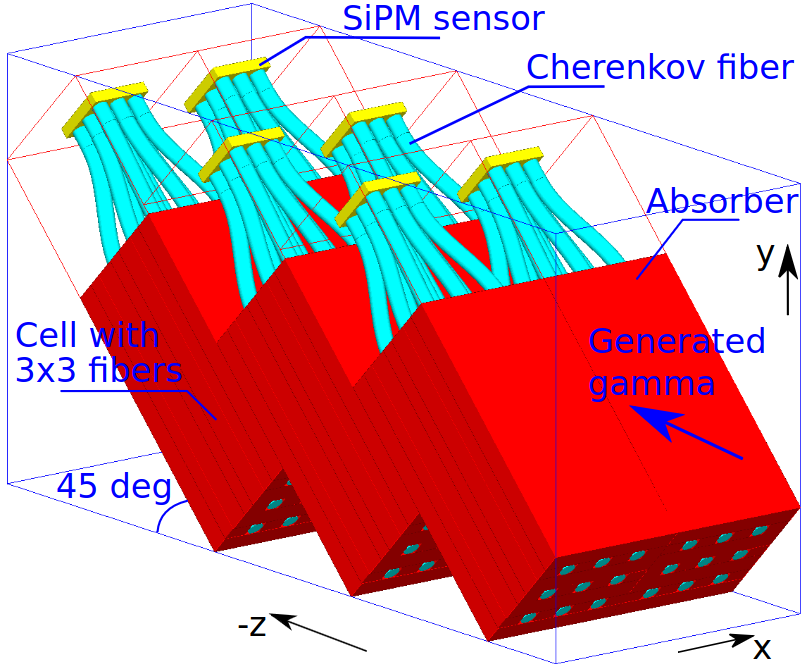 SiPM sensor
Cherenkov fiber
Absorber
y
Cell with
3x3 fibers
Generated
gamma
45 deg
-z
x